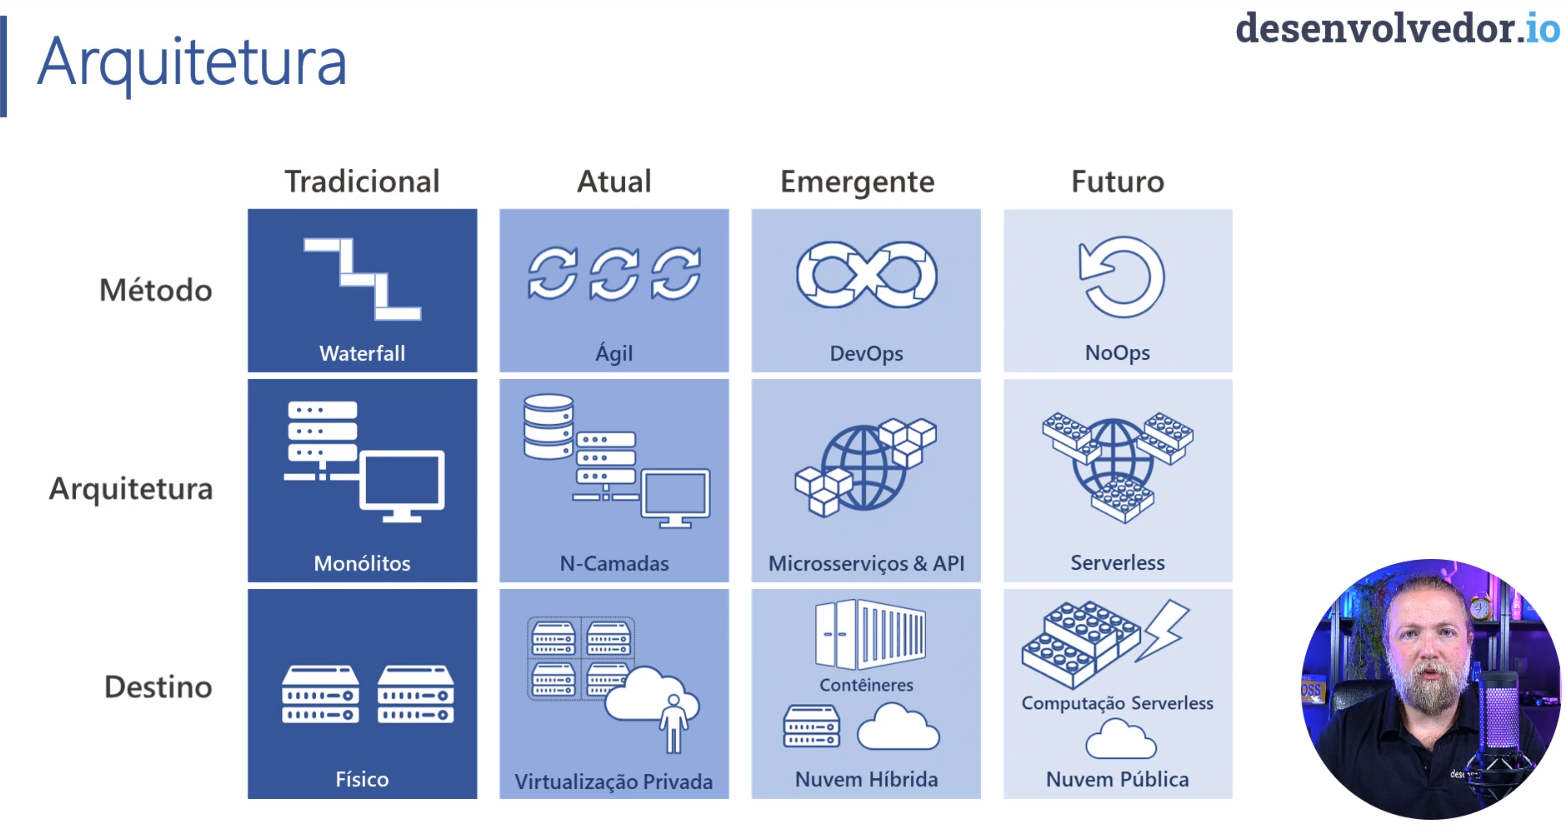 desenvolvedor.io
Arquitetura
Tradicional
Atual
Emergente
Futuro
Método
Waterfall
Ágil
DevOps
NoOps
Arquitetura
Monólitos
N-Camadas
Microsserviços & API
Serverless
Destino
Físico
Virtualização Privada
Contêineres
Nuvem Híbrida
Computação Serverless
Nuvem Pública